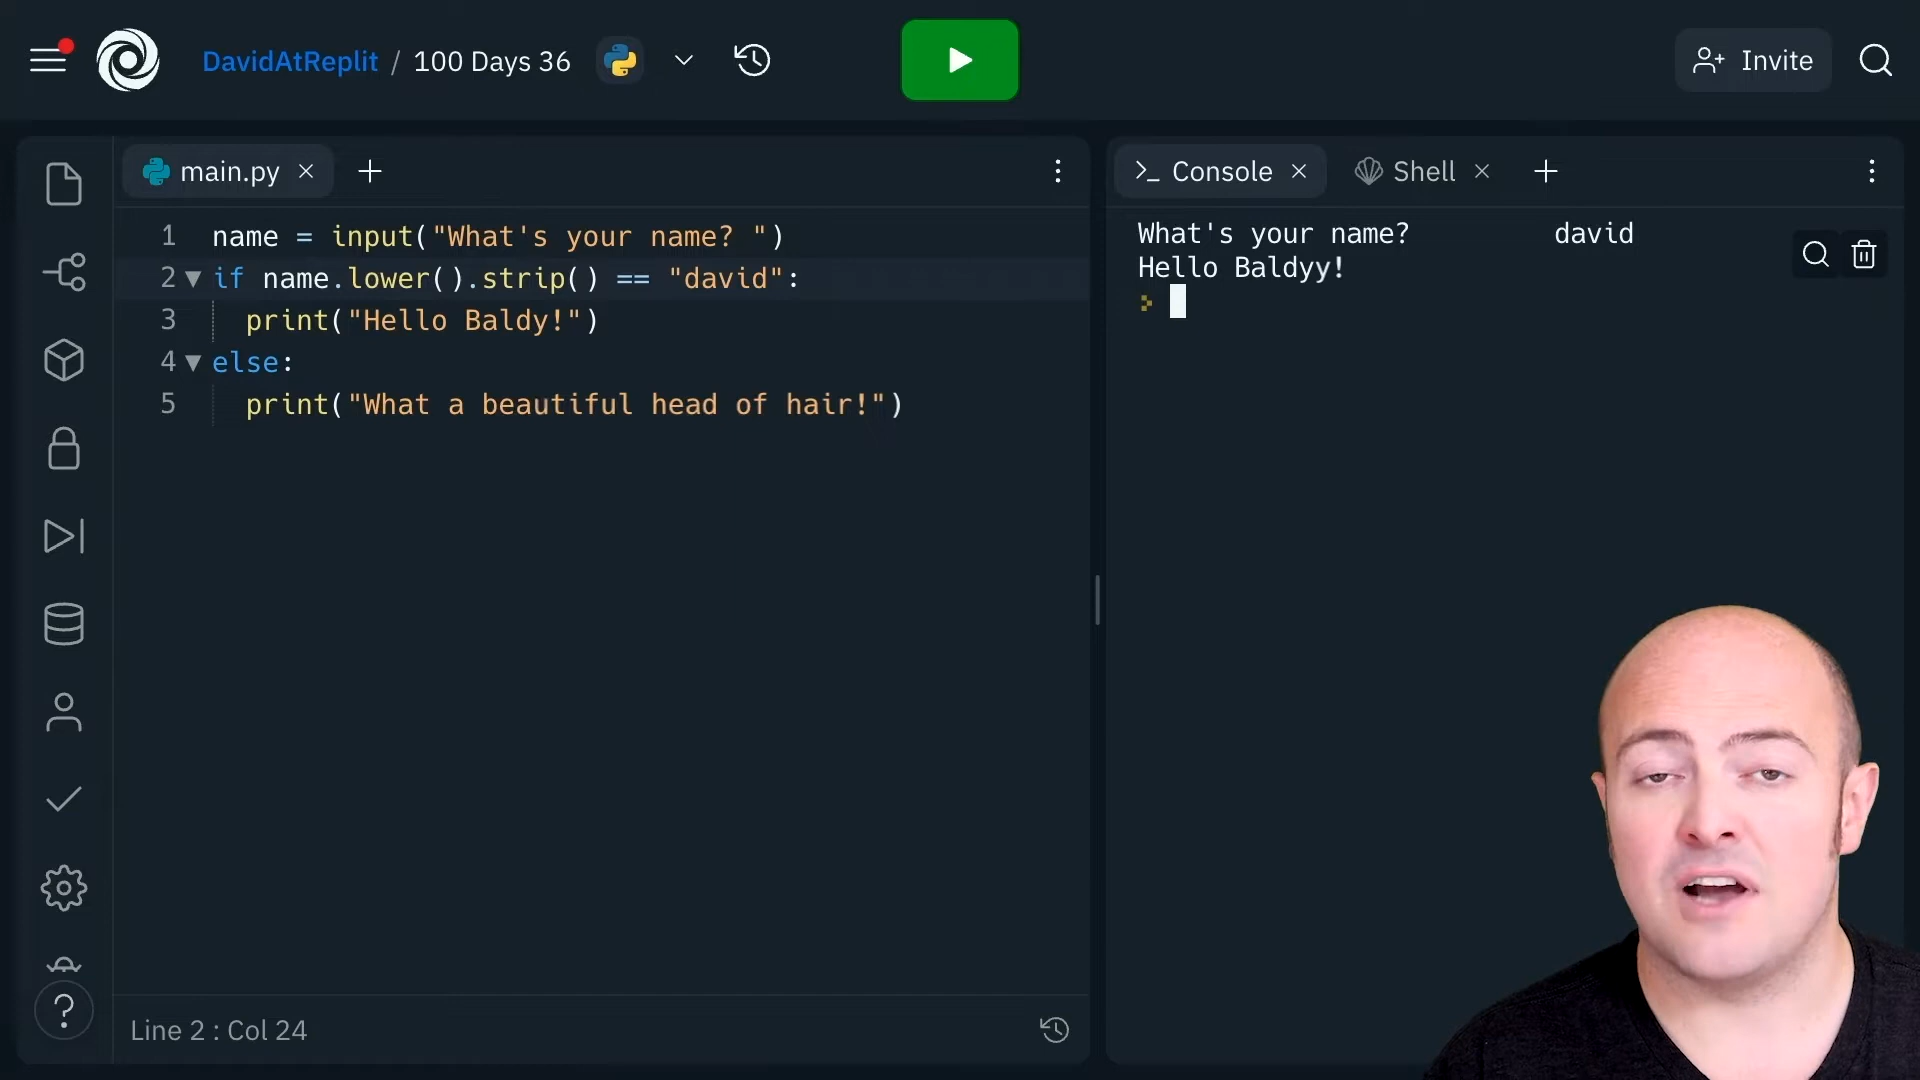 DavidAtReplit / 100 Days 36
Invite
main.py
Console
Shell
1 name = input("What's your name? ")
2 if name.lower().strip() == "david":
3 print("Hello Baldy!")
4 else:
5 print("What a beautiful head of hair!")
What's your name?         david
Hello Baldyy!
?
Line 2 : Col 24